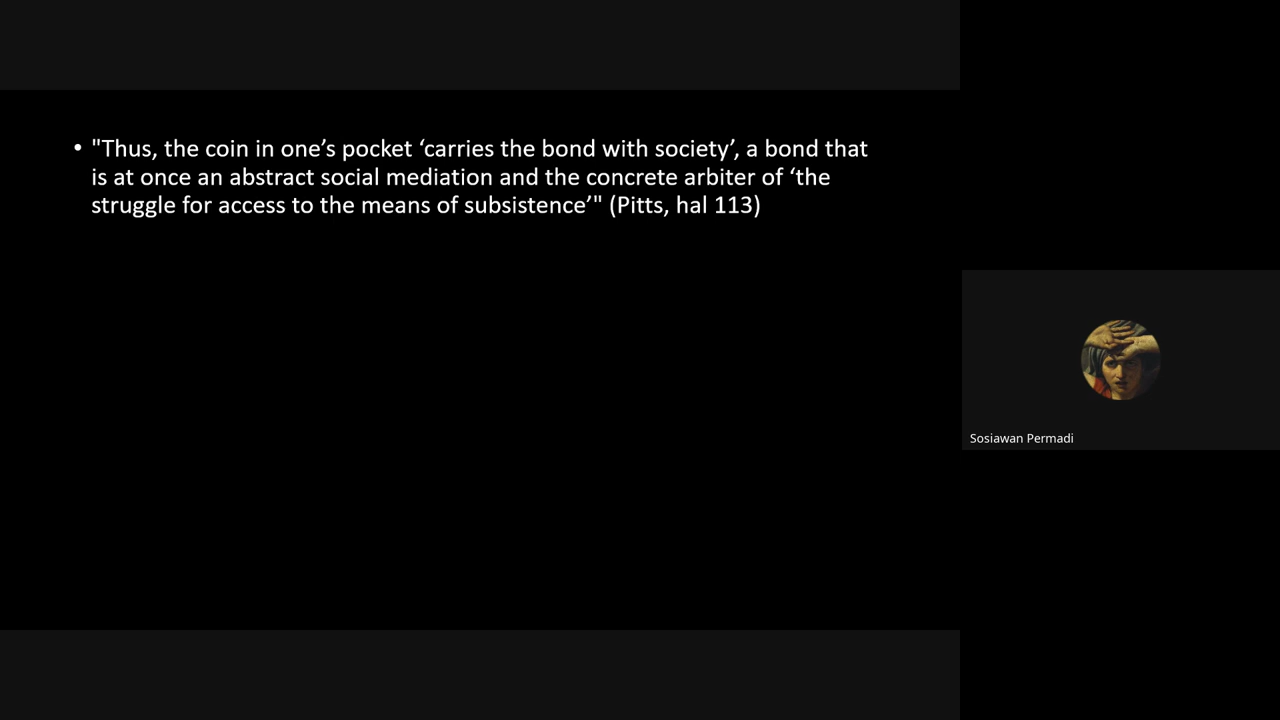 • "Thus, the coin in one’s pocket ‘carries the bond with society’, a bond that
is at once an abstract social mediation and the concrete arbiter of ‘the
struggle for access to the means of subsistence’" (Pitts, hal 113)
Sosiawan Permadi